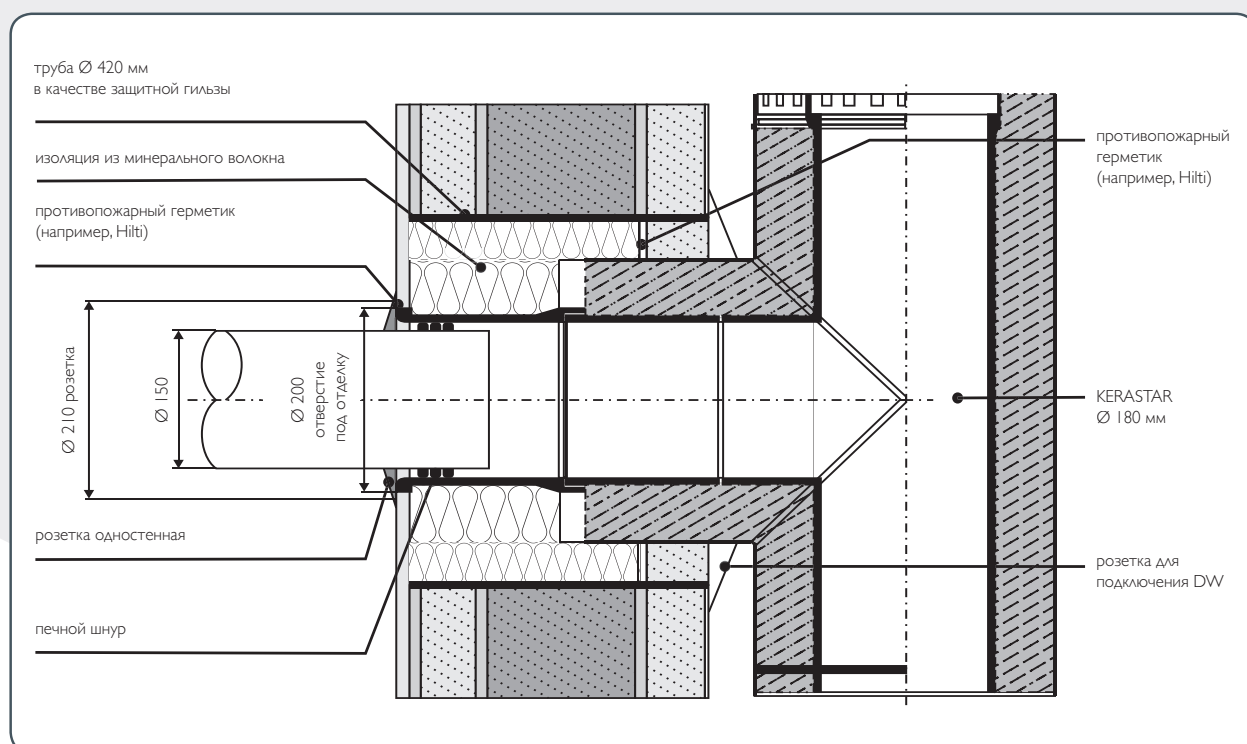 труба Ø 420 мм
в качестве защитной гильзы
изоляция из минерального волокна
противопожарный герметик
(например, Hilti)
Ø 210 розетка
Ø 150
Ø 200
отверстие
под отделку
розетка одностенная
печной шнур
противопожарный
герметик
(например, Hilti)
KERASTAR
Ø 180 мм
розетка для
подключения DW